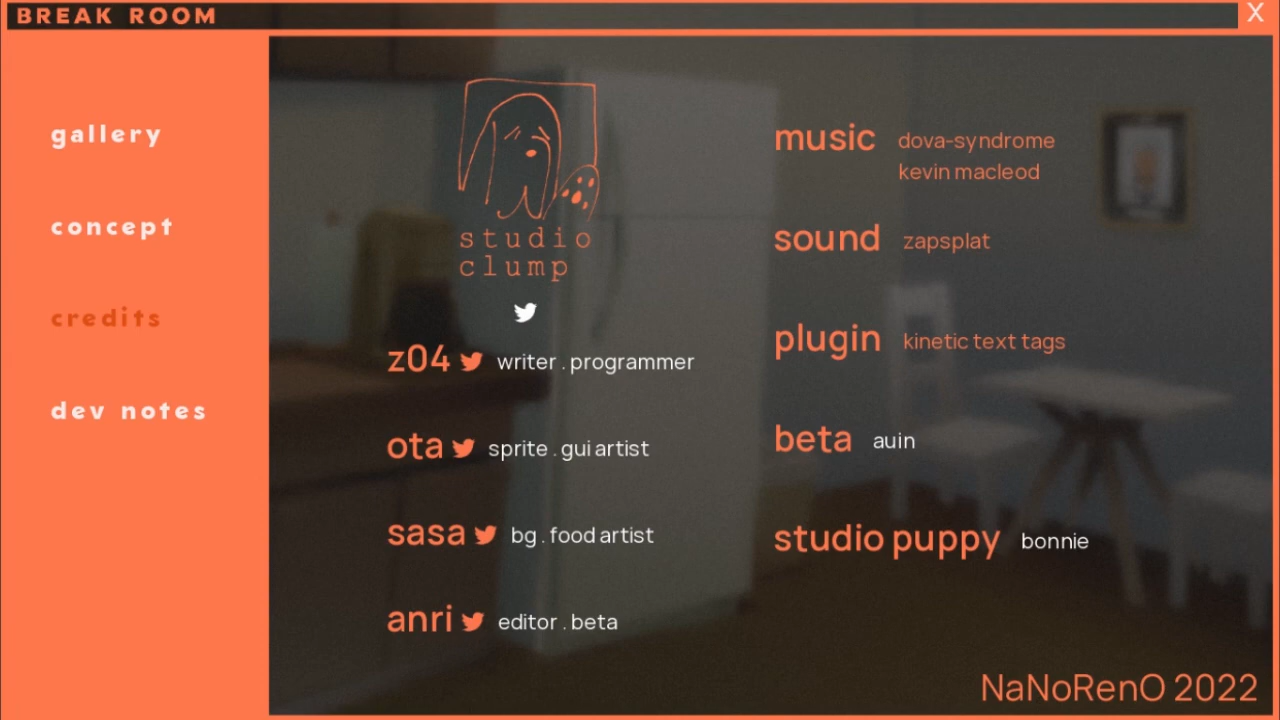 BREAK ROOM
X
gallery
concept
credits
dev notes
studio
clump
z04 writer . programmer
ota sprite . gui artist
sasa bg . food artist
anri editor . beta
music dova-syndrome
kevin macleod
sound zapsplat
plugin kinetic text tags
beta auin
studio puppy bonnie
NaNoRenO 2022